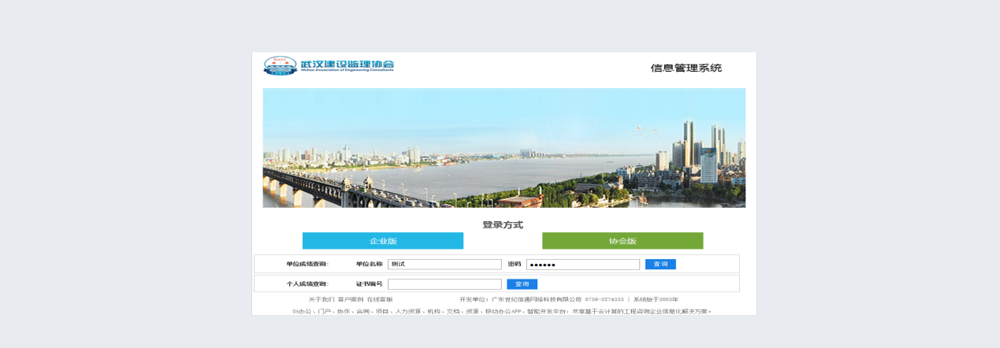 WAEC
武汉建设监理协会
Wuhan Association of Engineering Consultants
信息管理系统
登录方式
企业版 协会版
单位成绩查询: 单位名称 测试 密码 ●●●●●● 查询
个人成绩查询: 证书编号 查询
关于我们 客户案例 在线客服 开发单位：广东世纪信通网络科技有限公司 0756-2274333 | 系统始于2003年
OA办公、门户、协作、合同、项目、人力资源、机构、文档、资源、移动办公APP、智能开发平台，尽享基于云计算的工程咨询企业信息化解决方案。